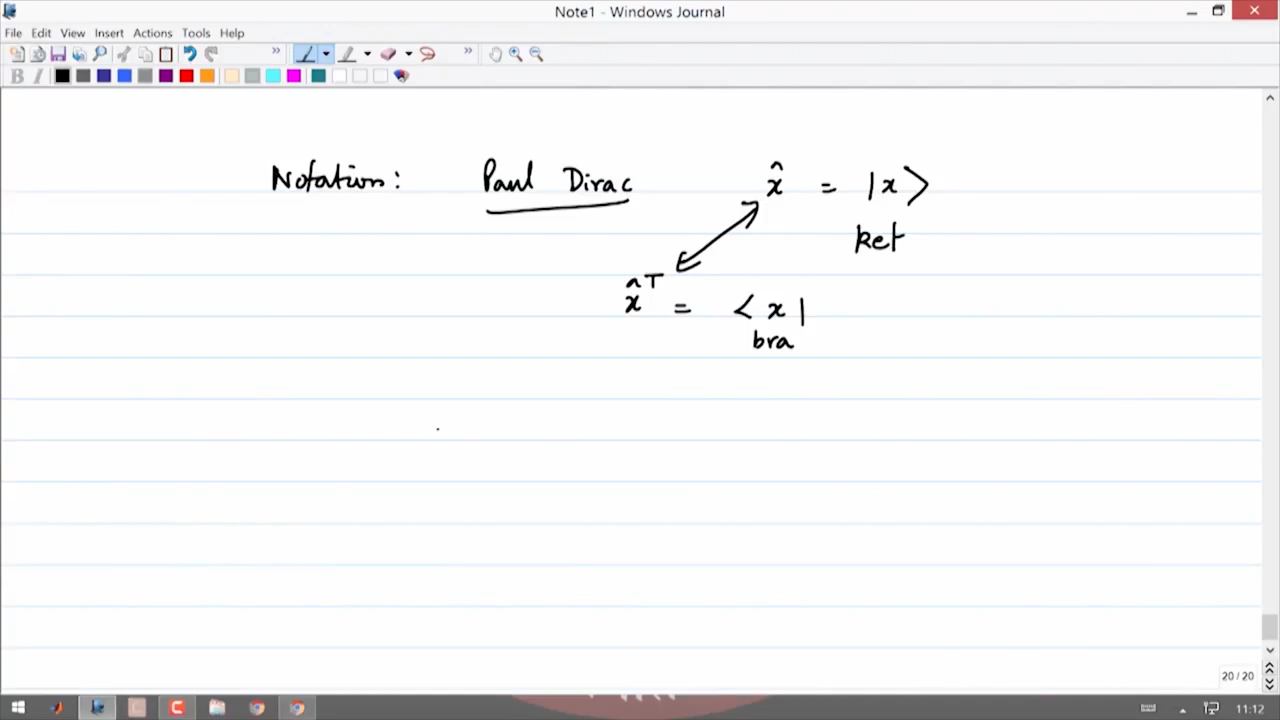 Note1 - Windows Journal
File Edit View Insert Actions Tools Help
Notation: Paul Dirac x̂ = |x>
ket
x̂ᵀ = <x|
bra
20 / 20
11:12